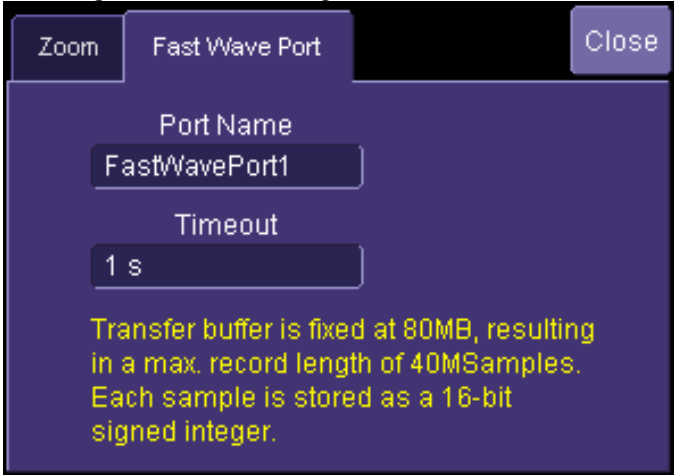 Zoom
Fast Wave Port
Close
Port Name
FastWavePort1
Timeout
1 s
Transfer buffer is fixed at 80MB, resulting
in a max. record length of 40MSamples.
Each sample is stored as a 16-bit
signed integer.